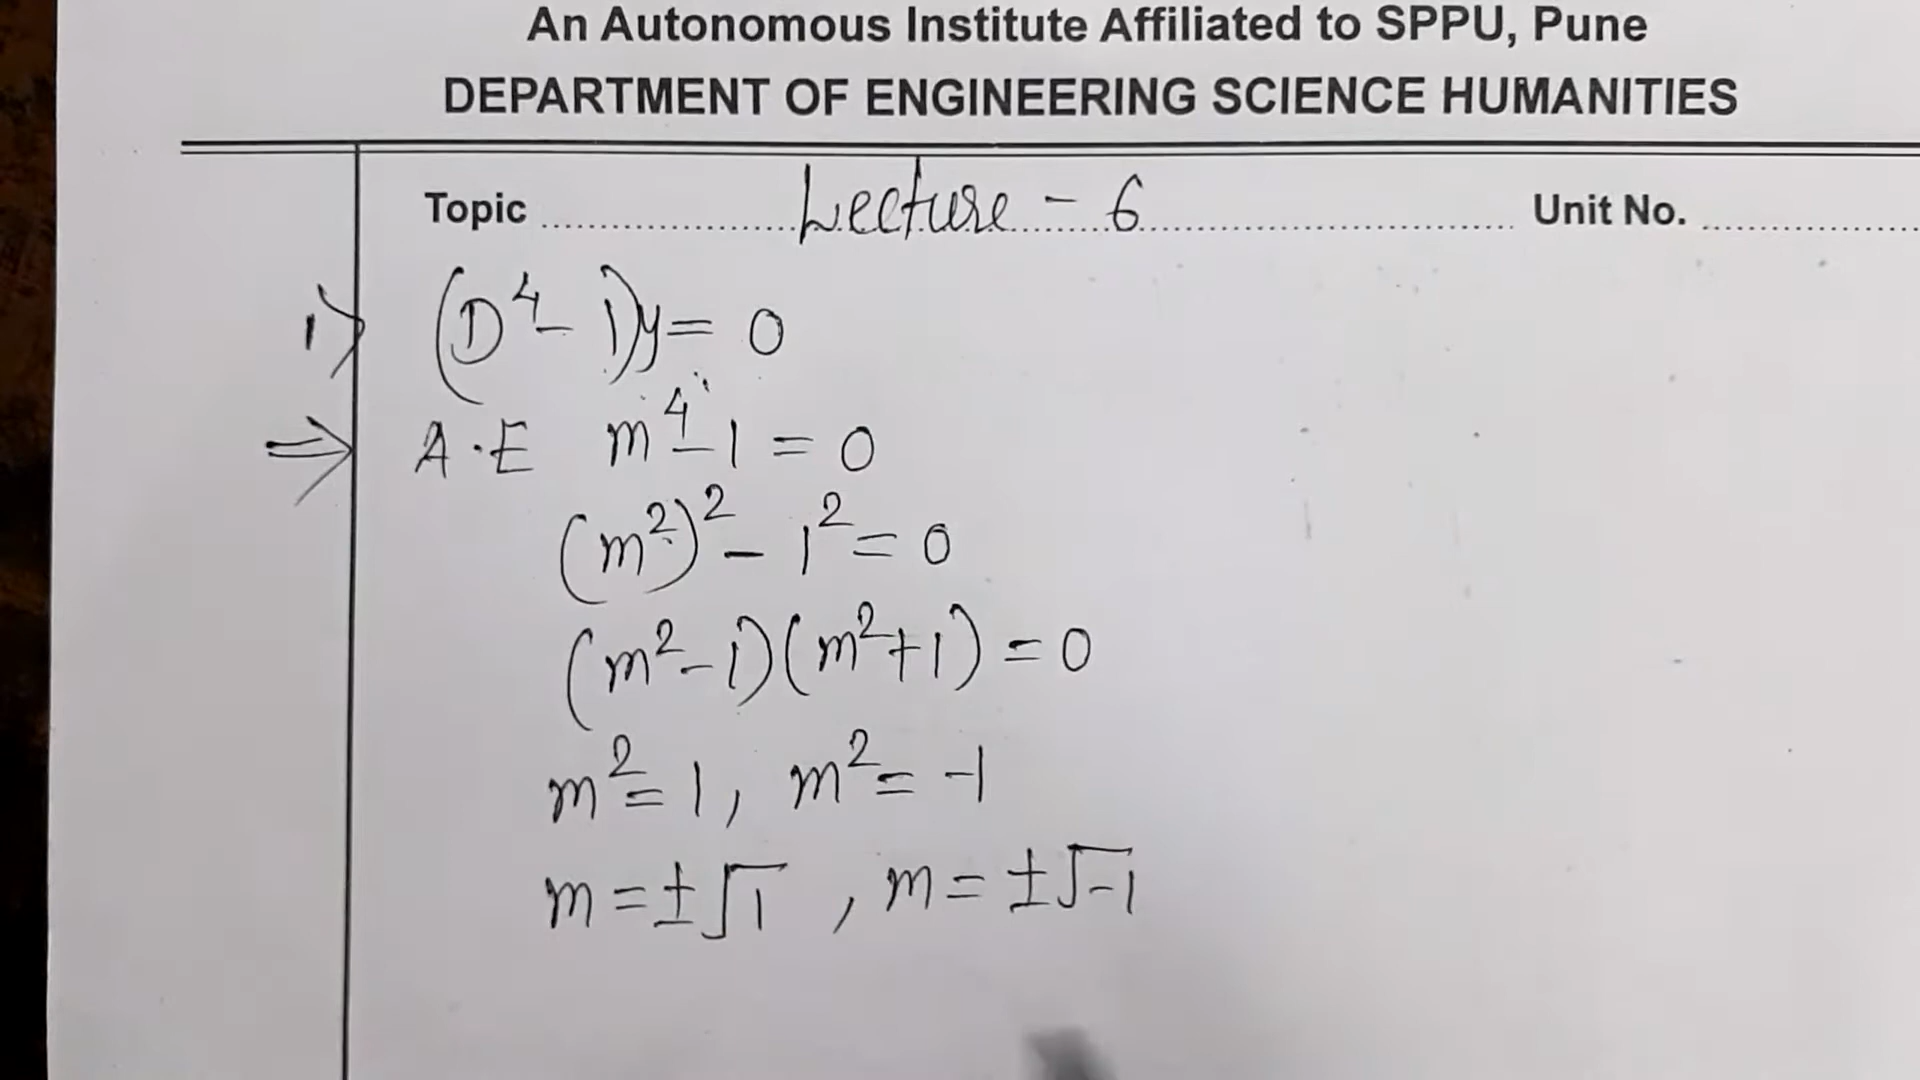 An Autonomous Institute Affiliated to SPPU, Pune
DEPARTMENT OF ENGINEERING SCIENCE HUMANITIES
Topic Lecture - 6 Unit No.
1) (D⁴ - 1)y = 0
⇒ A.E m⁴ - 1 = 0
(m²)² - 1² = 0
(m² - 1)(m² + 1) = 0
m² = 1, m² = -1
m = ±√1, m = ±√-1